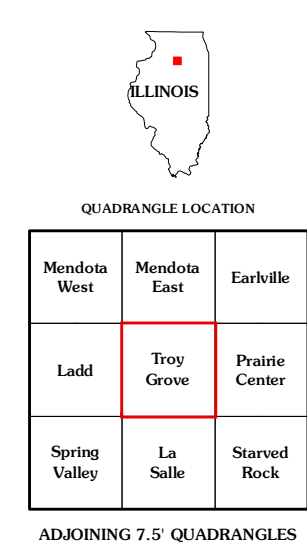 ILLINOIS
QUADRANGLE LOCATION
Mendota
West
Mendota
East
Earlville
Ladd
Troy
Grove
Prairie
Center
Spring
Valley
La
Salle
Starved
Rock
ADJOINING 7.5' QUADRANGLES